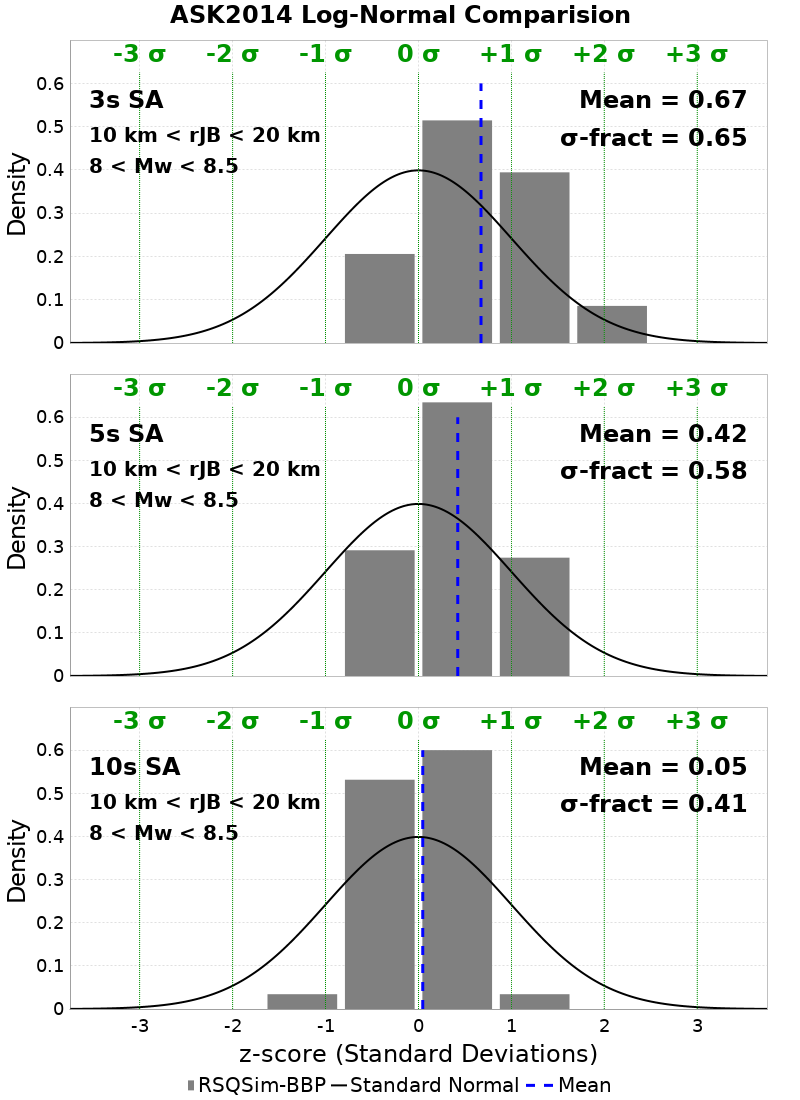 ASK2014 Log-Normal Comparision
-3 σ -2 σ -1 σ 0 σ +1 σ +2 σ +3 σ
0.6
3s SA
Mean = 0.67
0.5
10 km < rJB < 20 km
σ-fract = 0.65
8 < Mw < 8.5
0.4
0.3
0.2
0.1
0
Density
-3 σ -2 σ -1 σ 0 σ +1 σ +2 σ +3 σ
0.6
5s SA
Mean = 0.42
0.5
10 km < rJB < 20 km
σ-fract = 0.58
8 < Mw < 8.5
0.4
0.3
0.2
0.1
0
Density
-3 σ -2 σ -1 σ 0 σ +1 σ +2 σ +3 σ
0.6
10s SA
Mean = 0.05
0.5
10 km < rJB < 20 km
σ-fract = 0.41
8 < Mw < 8.5
0.4
0.3
0.2
0.1
0
Density
-3 -2 -1 0 1 2 3
z-score (Standard Deviations)
RSQSim-BBP Standard Normal Mean